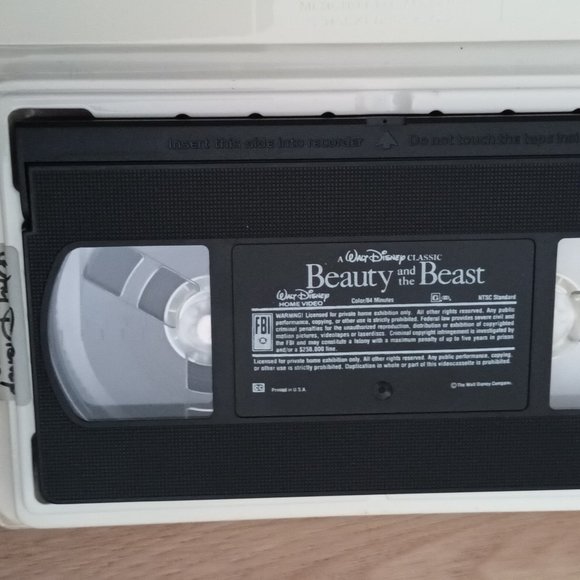 Insert this side into recorder Do not touch the tape insi
A Walt Disney CLASSIC
Beauty and the Beast
Walt Disney
HOME VIDEO
Color/84 Minutes
NTSC Standard
FBI
WARNING! Licensed for private home exhibition only. All other rights reserved. Any public
performance, copying, or other use is strictly prohibited. Federal law provides severe civil and
criminal penalties for the unauthorized reproduction, distribution or exhibition of copyrighted
motion pictures, videotapes or laserdiscs. Criminal copyright infringement is investigated by
the FBI and may constitute a felony with a maximum penalty of up to five years in prison
and/or a $250,000 fine.
Licensed for private home exhibition only. All other rights reserved. Any public performance, copying,
or other use is strictly prohibited. Duplication in whole or part of this videocassette is prohibited.
Printed in U.S.A.
© The Walt Disney Company.
Walt Disney